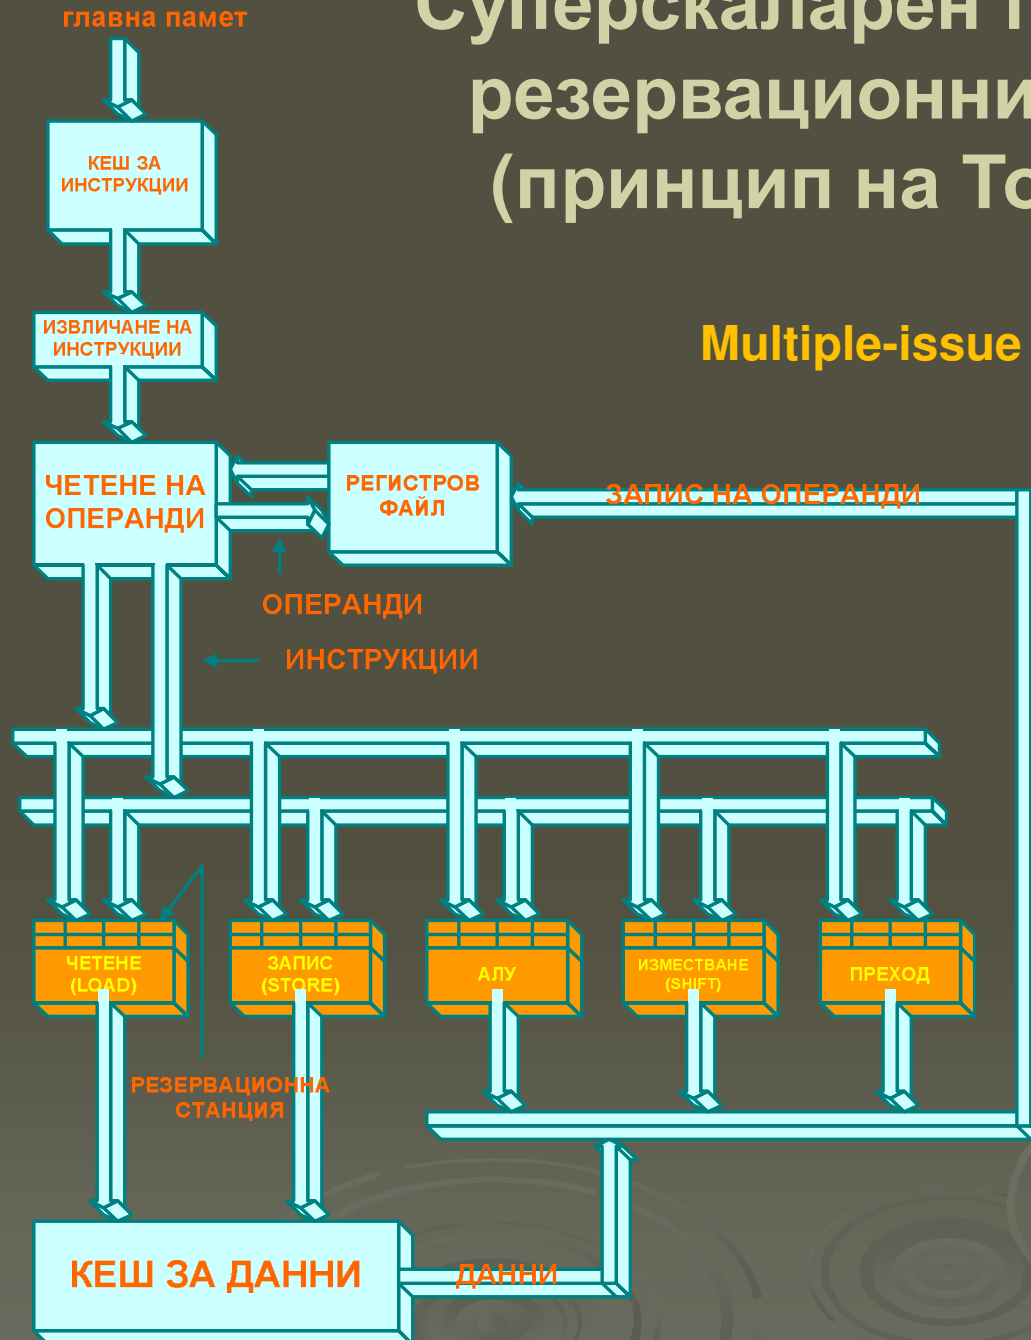 главна памет
Суперскаларен
резервационни
(принцип на То
КЕШ ЗА
ИНСТРУКЦИИ
ИЗВЛИЧАНЕ НА
ИНСТРУКЦИИ
Multiple-issue
ЧЕТЕНЕ НА
ОПЕРАНДИ
РЕГИСТРОВ
ФАЙЛ
ЗАПИС НА ОПЕРАНДИ
ОПЕРАНДИ
ИНСТРУКЦИИ
ЧЕТЕНЕ
(LOAD)
ЗАПИС
(STORE)
АЛУ
ИЗМЕСТВАНЕ
(SHIFT)
ПРЕХОД
РЕЗЕРВАЦИОННА
СТАНЦИЯ
КЕШ ЗА ДАННИ
ДАННИ